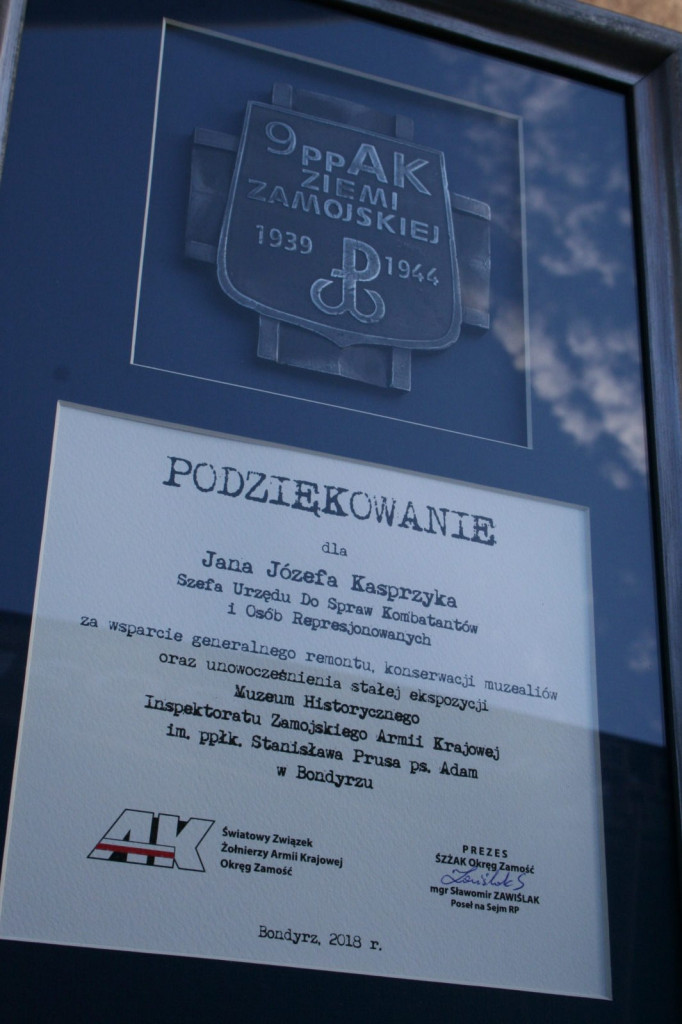 9 PP AK
ZIEMI
ZAMOJSKIEJ
1939 1944
PODZIĘKOWANIE
dla
Jana Józefa Kasprzyka
Szefa Urzędu Do Spraw Kombatantów
i Osób Represjonowanych
za wsparcie generalnego remontu, konserwacji muzealiów
oraz unowocześnienia stałej ekspozycji
Muzeum Historycznego
Inspektoratu Zamojskiego Armii Krajowej
im. ppłk. Stanisława Prusa ps. Adam
w Bondyrzu
AK
Światowy Związek
Żołnierzy Armii Krajowej
Okręg Zamość
PREZES
ŚZŻAK Okręg Zamość
mgr Sławomir ZAWIŚLAK
Poseł na Sejm RP
Bondyrz, 2018 r.